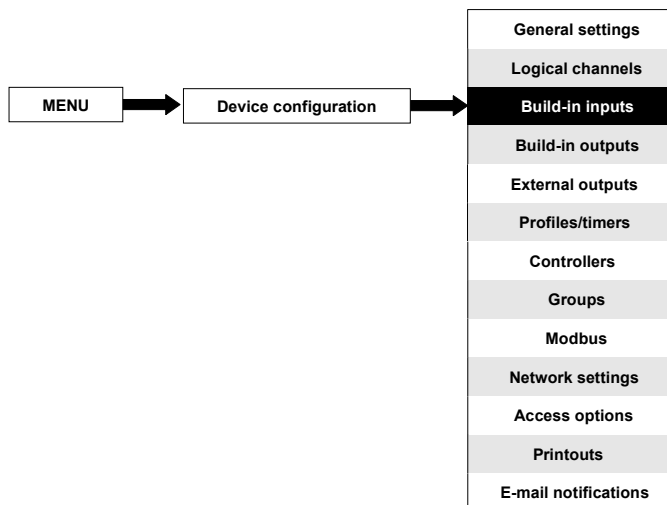 General settings
Logical channels
MENU
Device configuration
Build-in inputs
Build-in outputs
External outputs
Profiles/timers
Controllers
Groups
Modbus
Network settings
Access options
Printouts
E-mail notifications